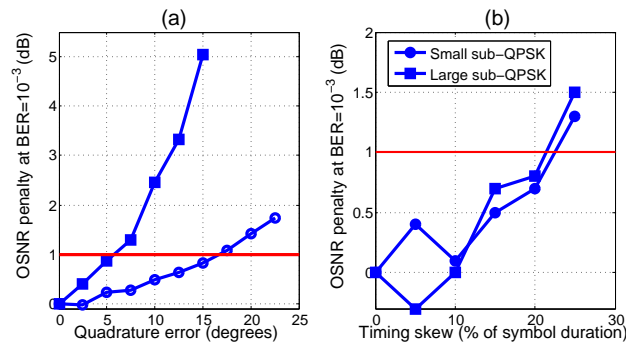 (a)
OSNR penalty at BER=10⁻³ (dB)
5
4
3
2
1
0
0 5 10 15 20 25
Quadrature error (degrees)
(b)
Small sub−QPSK
Large sub−QPSK
OSNR penalty at BER=10⁻³ (dB)
2
1.5
1
0.5
0
0 10 20 30
Timing skew (% of symbol duration)